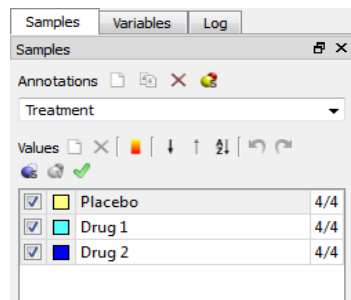 Samples Variables Log
Samples
Annotations
Treatment
Values
Placebo 4/4
Drug 1 4/4
Drug 2 4/4